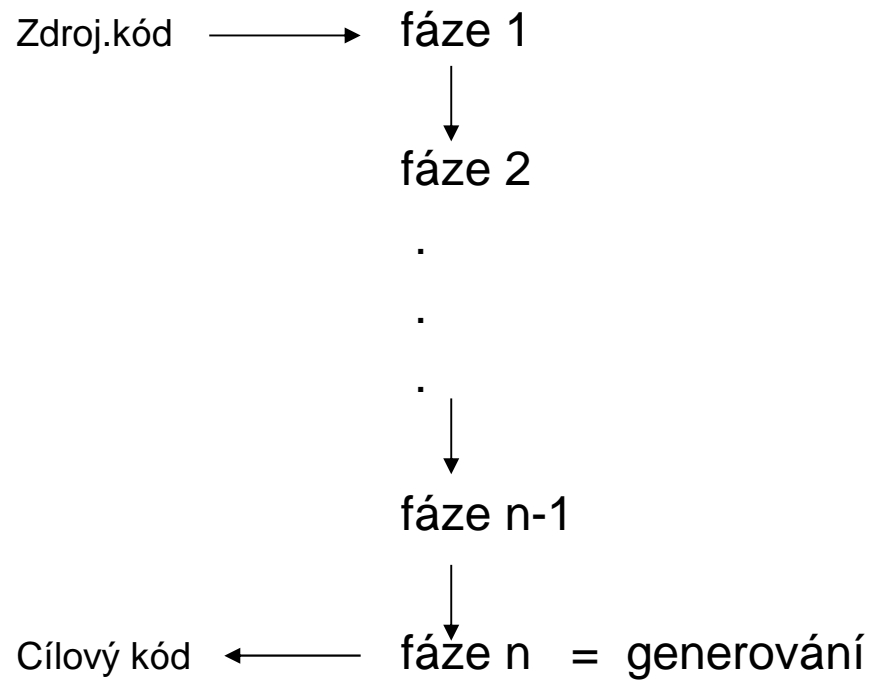 Zdroj.kód fáze 1
fáze 2
.
.
.
fáze n-1
Cílový kód fáze n = generování